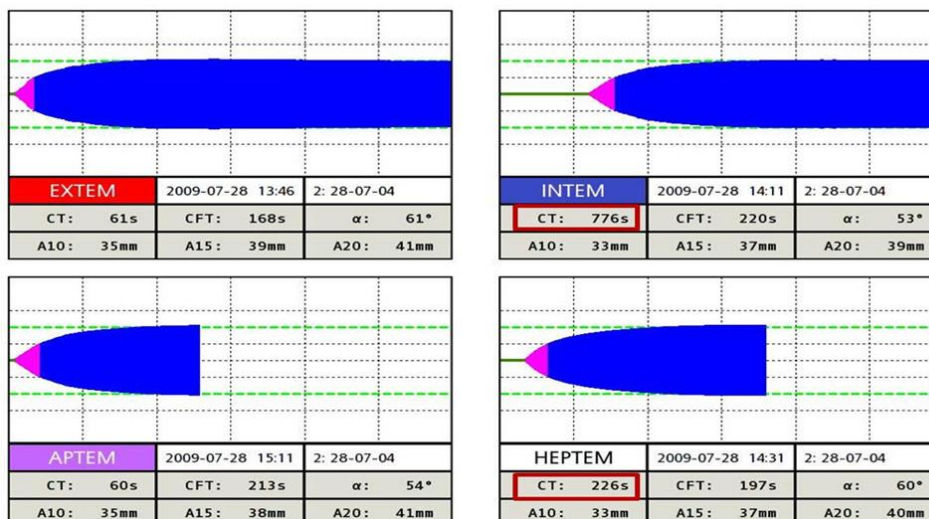 EXTEM 2009-07-28 13:46 2: 28-07-04
CT: 61s CFT: 168s α: 61°
A10: 35mm A15: 39mm A20: 41mm
INTEM 2009-07-28 14:11 2: 28-07-04
CT: 776s CFT: 220s α: 53°
A10: 33mm A15: 37mm A20: 39mm
APTEM 2009-07-28 15:11 2: 28-07-04
CT: 60s CFT: 213s α: 54°
A10: 35mm A15: 38mm A20: 41mm
HEPTEM 2009-07-28 14:31 2: 28-07-04
CT: 226s CFT: 197s α: 60°
A10: 33mm A15: 37mm A20: 40mm